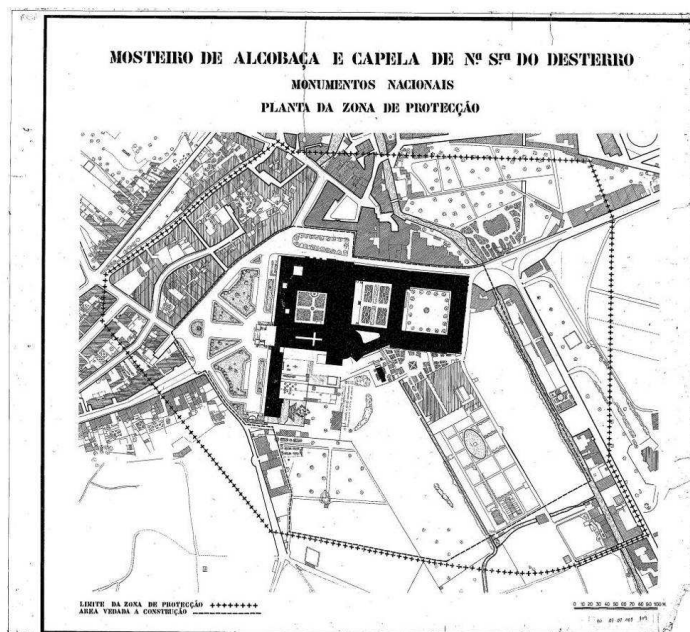 MOSTEIRO DE ALCOBAÇA E CAPELA DE Nª Sra DO DESTERRO
MONUMENTOS NACIONAIS
PLANTA DA ZONA DE PROTECÇÃO
LIMITE DA ZONA DE PROTECÇÃO
AREA VEDADA A CONSTRUÇÃO
0 10 20 30 40 50 60 70 80 90 100 M.